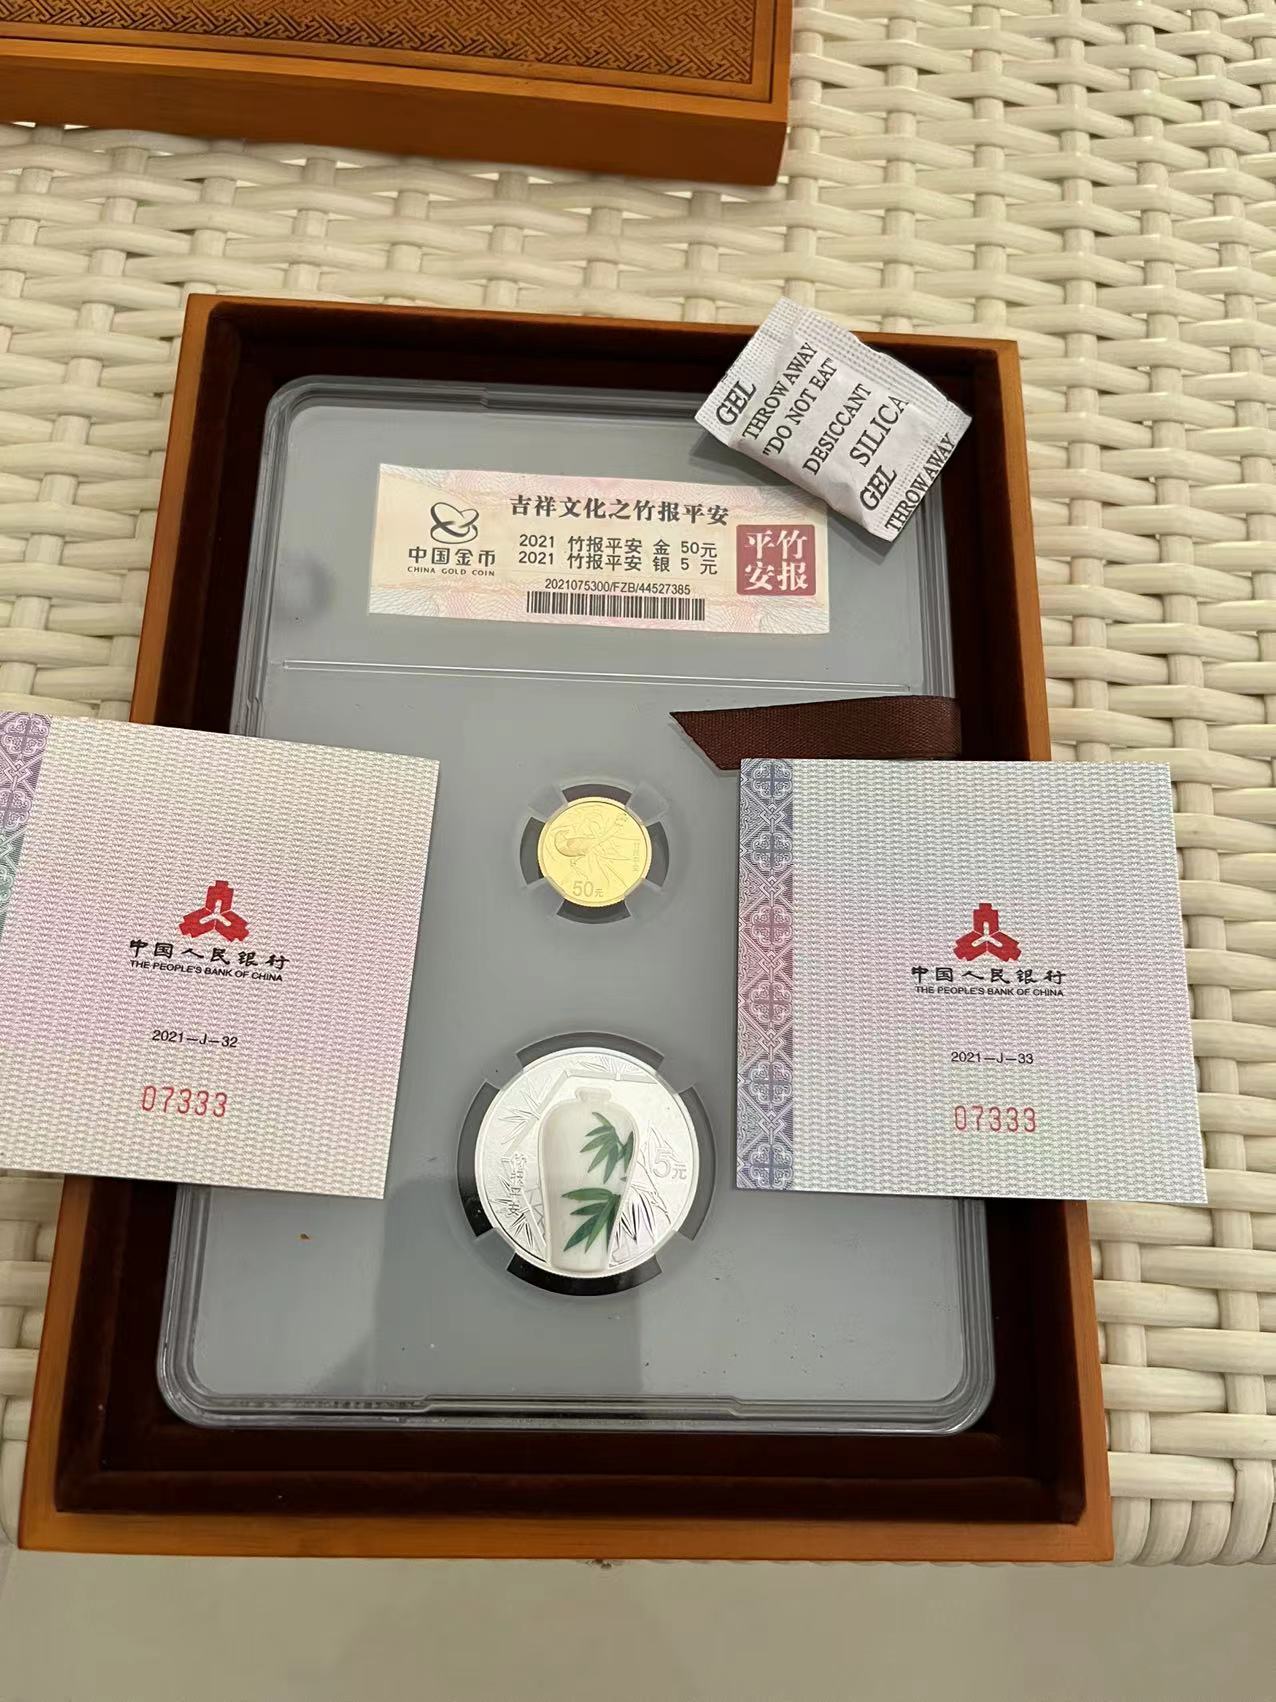 GEL
THROW AWAY
"DO NOT EAT"
DESICCANT
SILICA
GEL
THROW AWAY
中国金币
CHINA GOLD COIN
吉祥文化之竹报平安
2021 竹报平安 金 50元
2021 竹报平安 银 5 元
2021075300/FZB/44527385
竹报平安
50元
中国人民银行
THE PEOPLE'S BANK OF CHINA
2021-J-32
07333
中国人民银行
THE PEOPLE'S BANK OF CHINA
2021-J-33
07333
5元